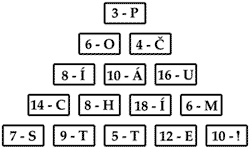 3 - P
6 - O 4 - Č
8 - Í 10 - Á 16 - U
14 - C 8 - H 18 - Í 6 - M
7 - S 9 - T 5 - T 12 - E 10 - !